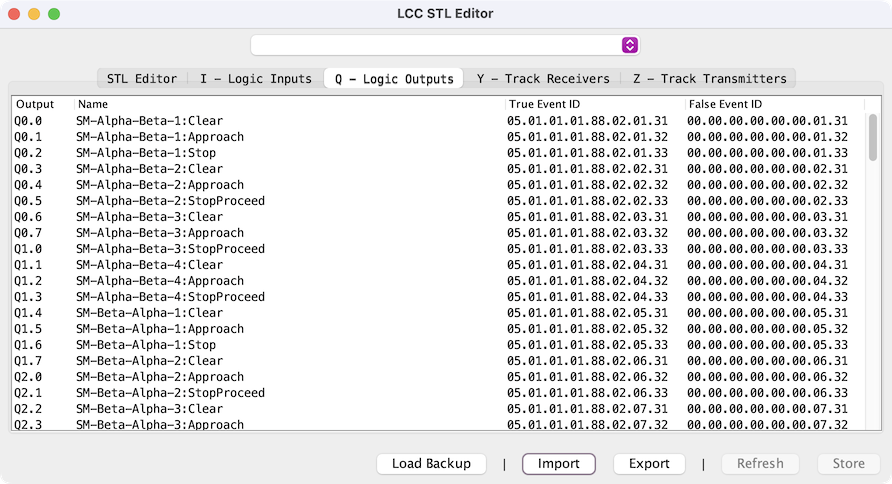 LCC STL Editor
STL Editor I – Logic Inputs Q – Logic Outputs Y – Track Receivers Z – Track Transmitters
Output Name True Event ID False Event ID
Q0.0 SM-Alpha-Beta-1:Clear 05.01.01.01.88.02.01.31 00.00.00.00.00.00.01.31
Q0.1 SM-Alpha-Beta-1:Approach 05.01.01.01.88.02.01.32 00.00.00.00.00.00.01.32
Q0.2 SM-Alpha-Beta-1:Stop 05.01.01.01.88.02.01.33 00.00.00.00.00.00.01.33
Q0.3 SM-Alpha-Beta-2:Clear 05.01.01.01.88.02.02.31 00.00.00.00.00.00.02.31
Q0.4 SM-Alpha-Beta-2:Approach 05.01.01.01.88.02.02.32 00.00.00.00.00.00.02.32
Q0.5 SM-Alpha-Beta-2:StopProceed 05.01.01.01.88.02.02.33 00.00.00.00.00.00.02.33
Q0.6 SM-Alpha-Beta-3:Clear 05.01.01.01.88.02.03.31 00.00.00.00.00.00.03.31
Q0.7 SM-Alpha-Beta-3:Approach 05.01.01.01.88.02.03.32 00.00.00.00.00.00.03.32
Q1.0 SM-Alpha-Beta-3:StopProceed 05.01.01.01.88.02.03.33 00.00.00.00.00.00.03.33
Q1.1 SM-Alpha-Beta-4:Clear 05.01.01.01.88.02.04.31 00.00.00.00.00.00.04.31
Q1.2 SM-Alpha-Beta-4:Approach 05.01.01.01.88.02.04.32 00.00.00.00.00.00.04.32
Q1.3 SM-Alpha-Beta-4:StopProceed 05.01.01.01.88.02.04.33 00.00.00.00.00.00.04.33
Q1.4 SM-Beta-Alpha-1:Clear 05.01.01.01.88.02.05.31 00.00.00.00.00.00.05.31
Q1.5 SM-Beta-Alpha-1:Approach 05.01.01.01.88.02.05.32 00.00.00.00.00.00.05.32
Q1.6 SM-Beta-Alpha-1:Stop 05.01.01.01.88.02.05.33 00.00.00.00.00.00.05.33
Q1.7 SM-Beta-Alpha-2:Clear 05.01.01.01.88.02.06.31 00.00.00.00.00.00.06.31
Q2.0 SM-Beta-Alpha-2:Approach 05.01.01.01.88.02.06.32 00.00.00.00.00.00.06.32
Q2.1 SM-Beta-Alpha-2:StopProceed 05.01.01.01.88.02.06.33 00.00.00.00.00.00.06.33
Q2.2 SM-Beta-Alpha-3:Clear 05.01.01.01.88.02.07.31 00.00.00.00.00.00.07.31
Q2.3 SM-Beta-Alpha-3:Approach 05.01.01.01.88.02.07.32 00.00.00.00.00.00.07.32
Load Backup | Import Export | Refresh Store